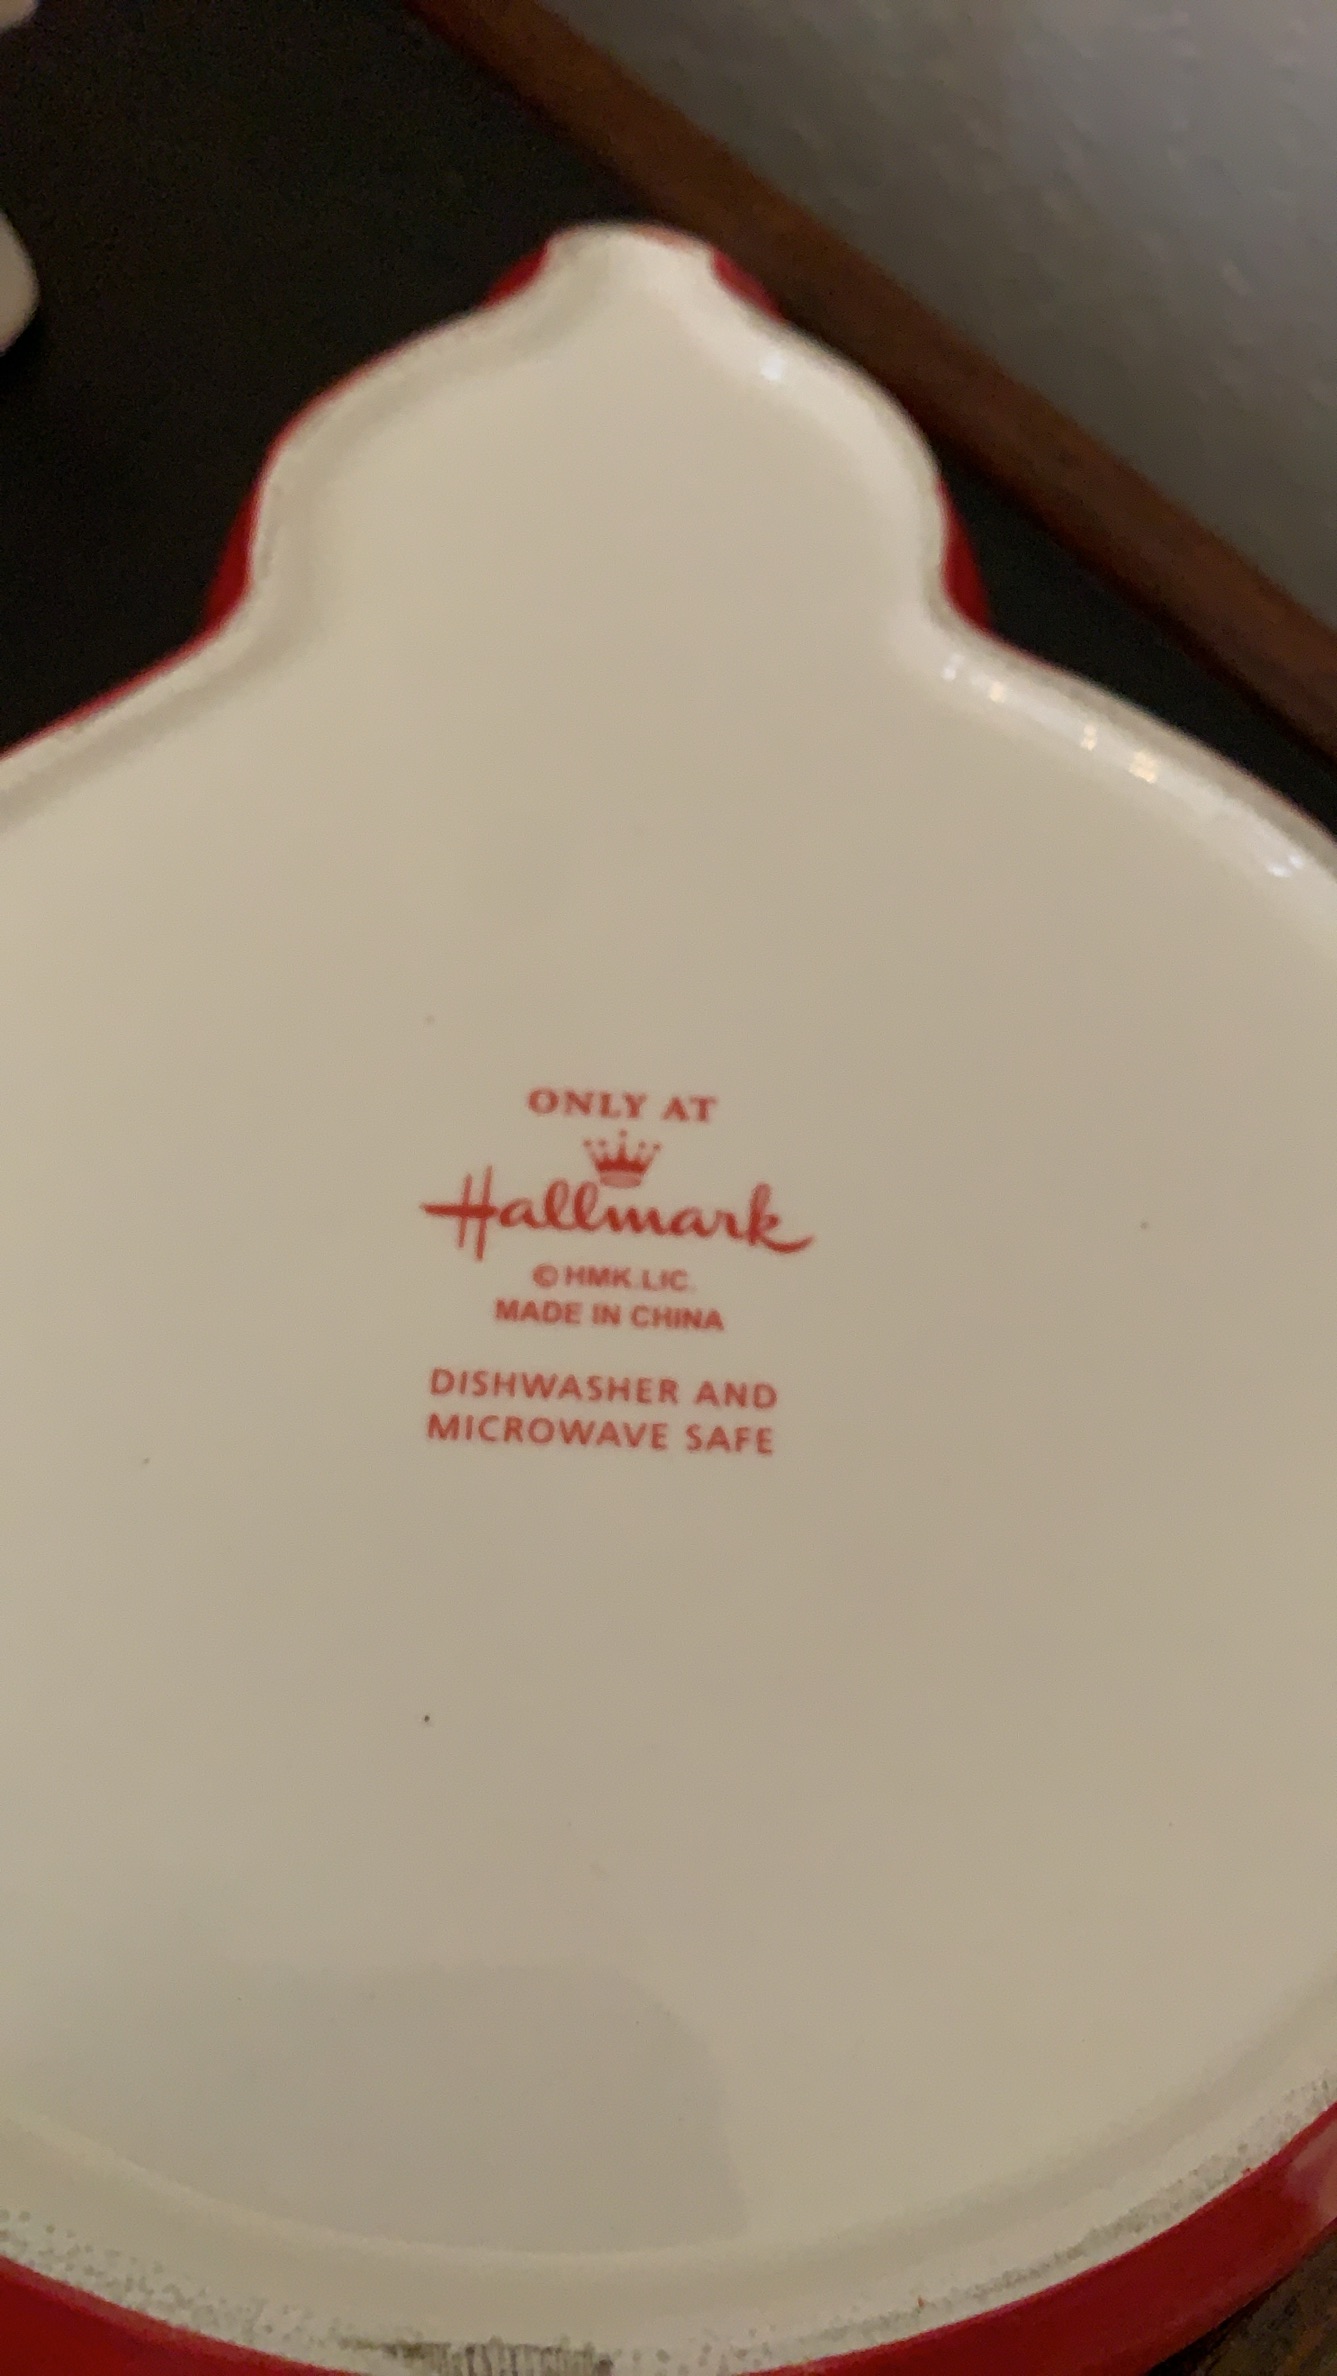 ONLY AT
Hallmark
© HMK. LIC.
MADE IN CHINA
DISHWASHER AND
MICROWAVE SAFE